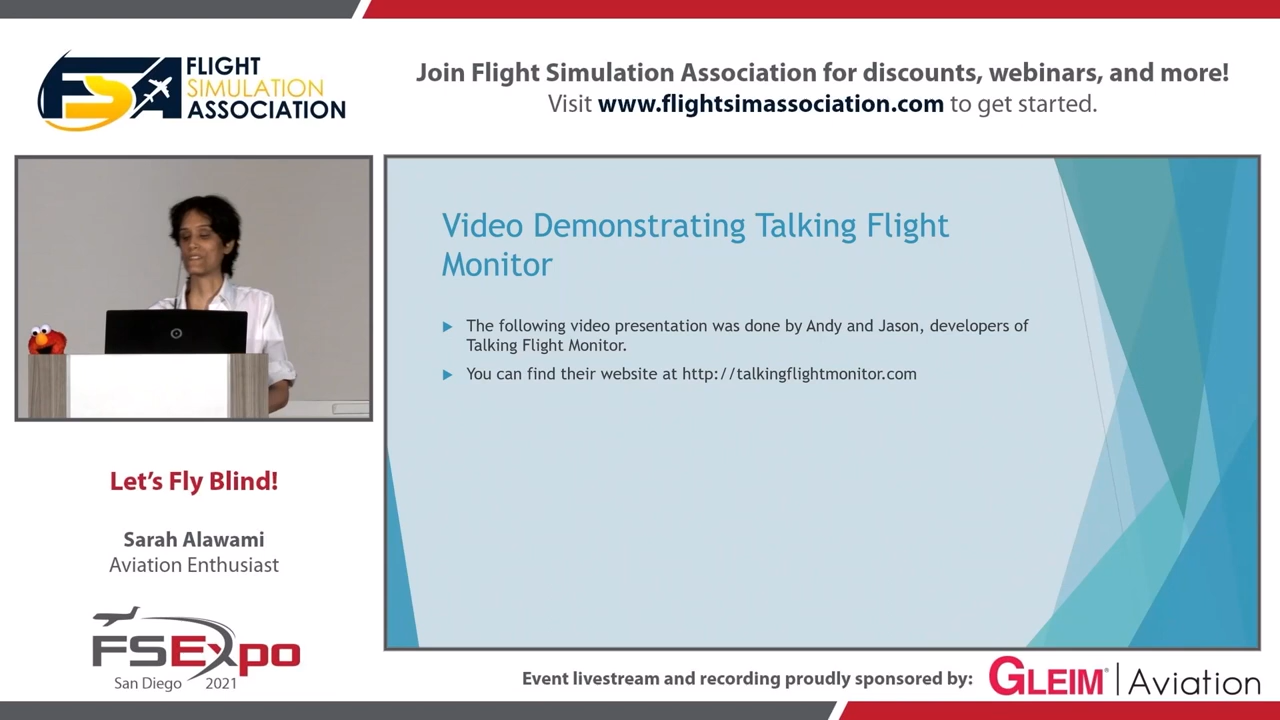 FLIGHT
SIMULATION
ASSOCIATION
Join Flight Simulation Association for discounts, webinars, and more!
Visit www.flightsimassociation.com to get started.
Video Demonstrating Talking Flight
Monitor
The following video presentation was done by Andy and Jason, developers of
Talking Flight Monitor.
You can find their website at http://talkingflightmonitor.com
Let's Fly Blind!
Sarah Alawami
Aviation Enthusiast
FSExpo
San Diego 2021
Event livestream and recording proudly sponsored by:
GLEIM® | Aviation